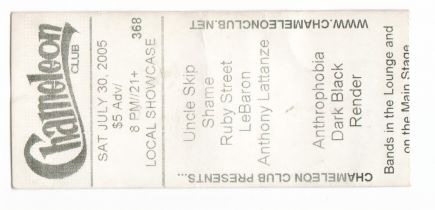 Chameleon
CLUB
SAT JULY 30, 2005
$5 Adv/
8 PM//21+
368
LOCAL SHOWCASE
CHAMELEON CLUB PRESENTS...
Uncle Skip
Shame
Ruby Street
LeBaron
Anthony Lattanze
Anthrophobia
Dark Black
Render
Bands in the Lounge and
on the Main Stage
WWW.CHAMELEONCLUB.NET